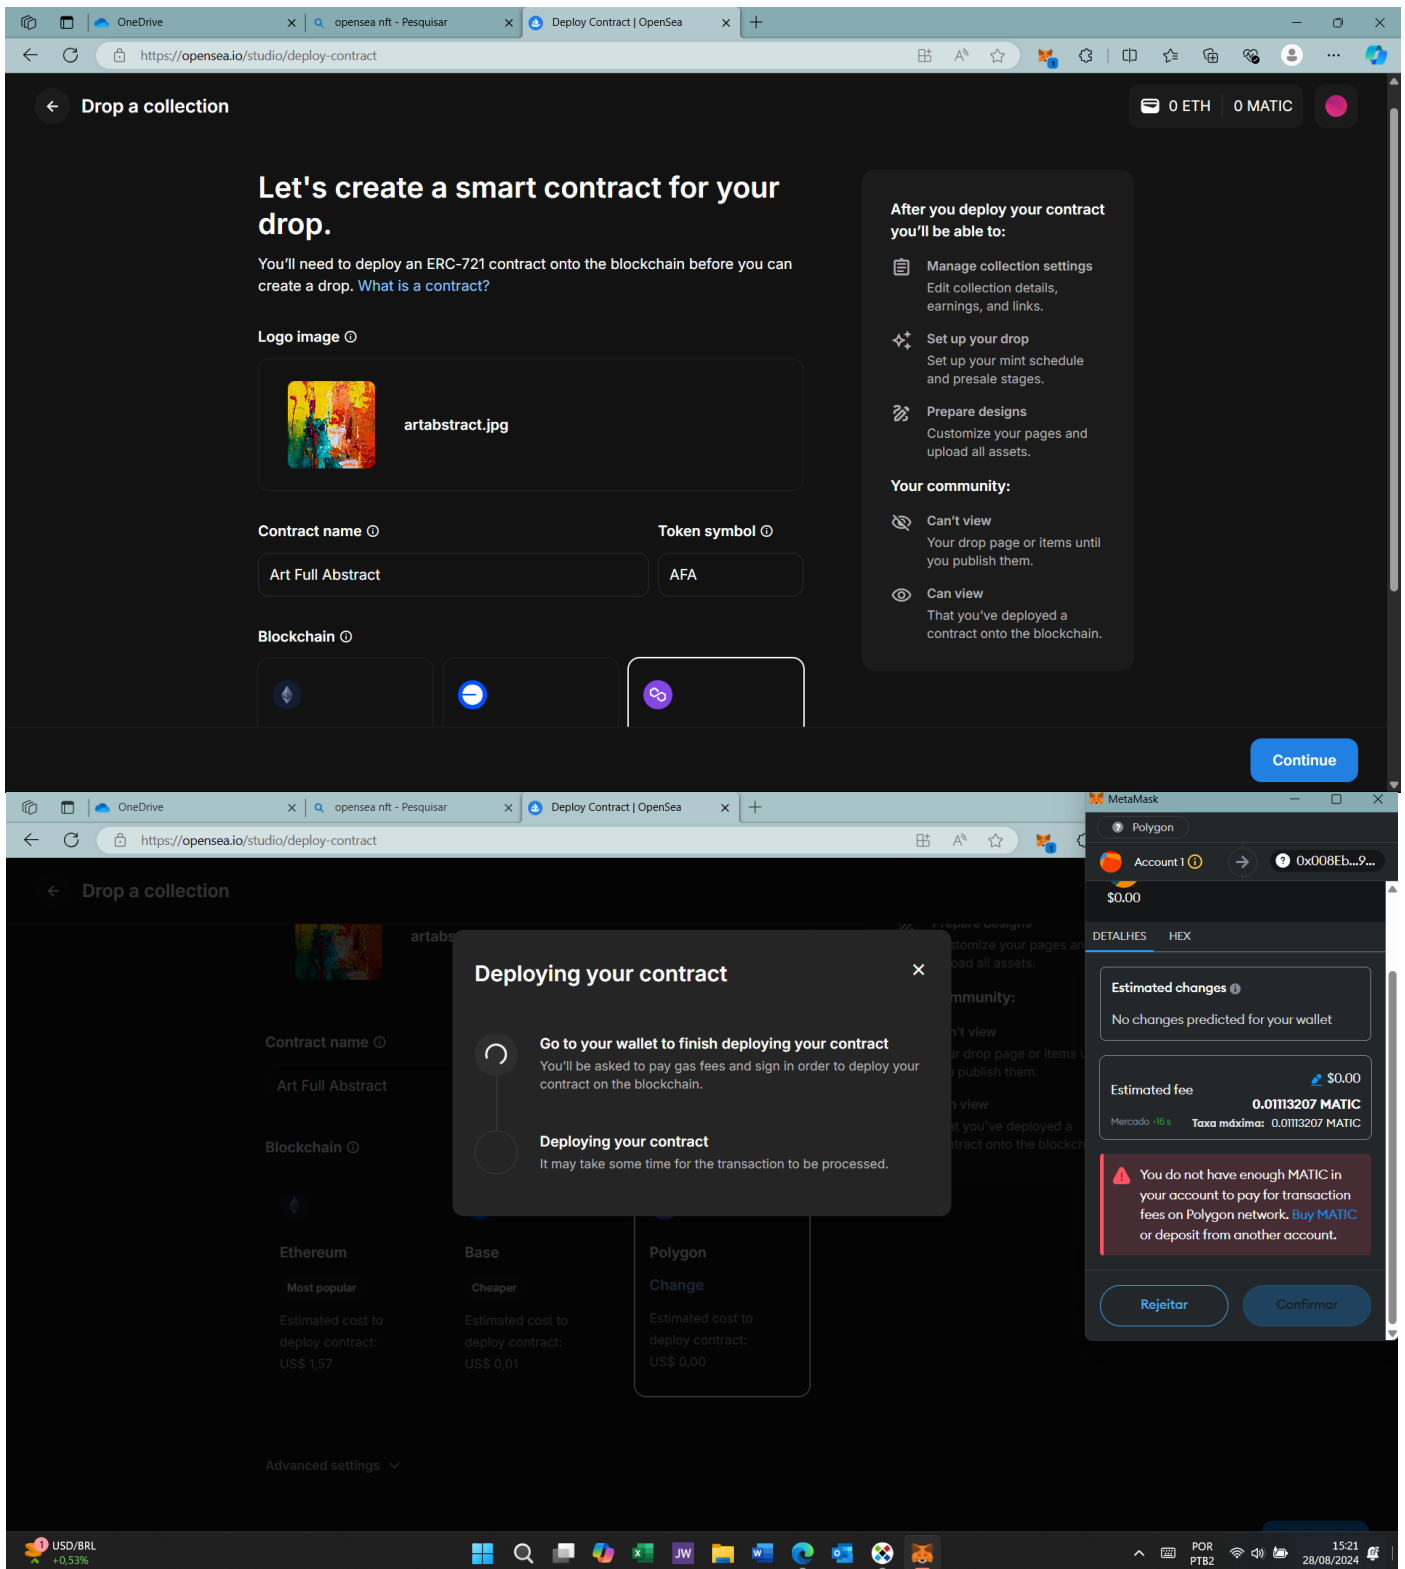 OneDrive
opensea nft - Pesquisar
Deploy Contract | OpenSea
https://opensea.io/studio/deploy-contract
1
Drop a collection
0 ETH
0 MATIC
Let's create a smart contract for your
drop.
You'll need to deploy an ERC-721 contract onto the blockchain before you can
create a drop. What is a contract?
Logo image
artabstract.jpg
Contract name
Token symbol
Art Full Abstract
AFA
Blockchain
After you deploy your contract
you'll be able to:
Manage collection settings
Edit collection details,
earnings, and links.
Set up your drop
Set up your mint schedule
and presale stages.
Prepare designs
Customize your pages and
upload all assets.
Your community:
Can't view
Your drop page or items until
you publish them.
Can view
That you've deployed a
contract onto the blockchain.
Continue
OneDrive
opensea nft - Pesquisar
Deploy Contract | OpenSea
https://opensea.io/studio/deploy-contract
1
Drop a collection
artabs
Contract name
Art Full Abstract
Blockchain
Ethereum
Most popular
Estimated cost to
deploy contract:
US$ 1,57
Base
Cheaper
Estimated cost to
deploy contract:
US$ 0,01
Polygon
Change
Estimated cost to
deploy contract:
US$ 0,00
Advanced settings
Deploying your contract
Go to your wallet to finish deploying your contract
You'll be asked to pay gas fees and sign in order to deploy your
contract on the blockchain.
Deploying your contract
It may take some time for the transaction to be processed.
MetaMask
Polygon
Account 1
0x008Eb...9...
$0.00
DETALHES
HEX
Estimated changes
No changes predicted for your wallet
Estimated fee
$0.00
0.01113207 MATIC
Mercado ~15 s
Taxa máxima: 0.01113207 MATIC
You do not have enough MATIC in
your account to pay for transaction
fees on Polygon network. Buy MATIC
or deposit from another account.
Rejeitar
Confirmar
1
USD/BRL
+0,53%
JW
POR
PTB2
15:21
28/08/2024